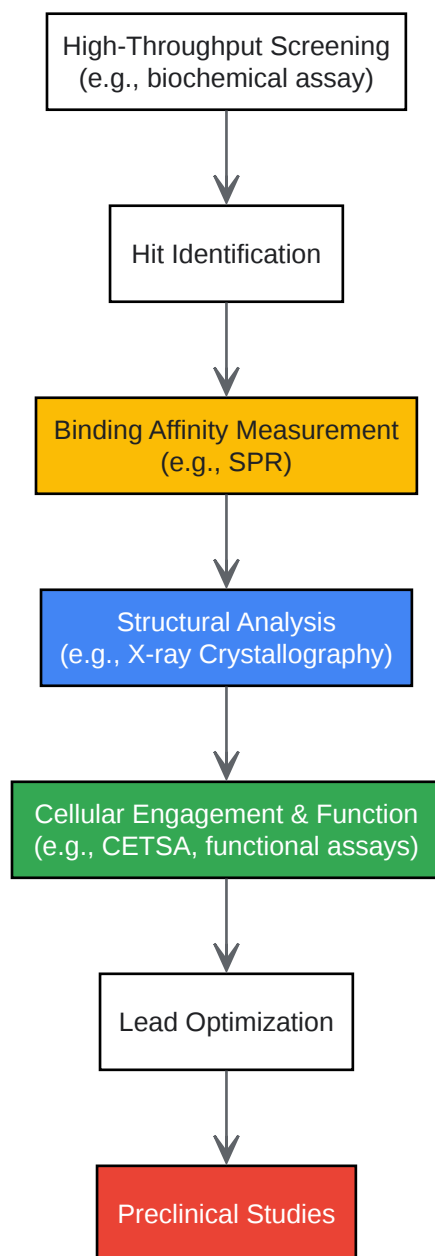 High-Throughput Screening
(e.g., biochemical assay)
Hit Identification
Binding Affinity Measurement
(e.g., SPR)
Structural Analysis
(e.g., X-ray Crystallography)
Cellular Engagement & Function
(e.g., CETSA, functional assays)
Lead Optimization
Preclinical Studies